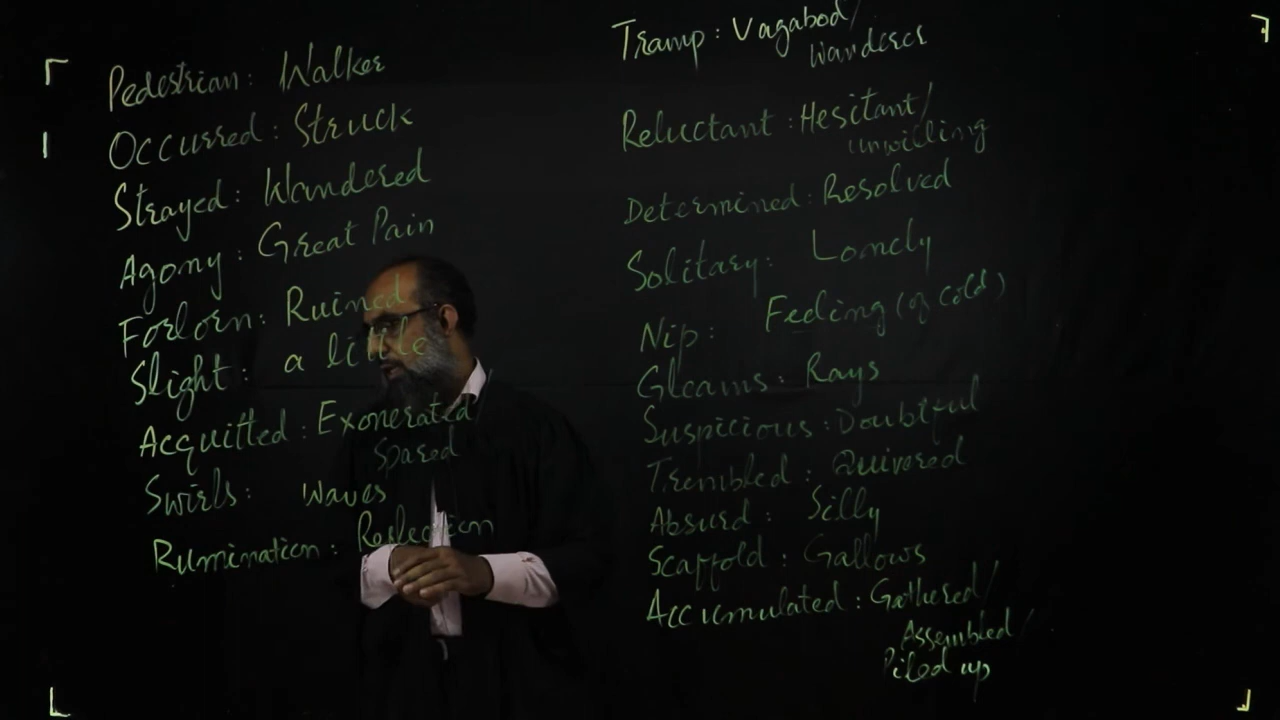 Pedestrian: Walker
Occurred: Struck
Strayed: Wandered
Agony: Great Pain
Forlorn: Ruined
Slight: a little
Acquitted: Exonerated
Spared
Swirls: Waves
Rumination: Reflection
Tramp: Vagabod/
Wanderer
Reluctant: Hesitant/
unwilling
Determined: Resolved
Solitary: Lonely
Nip: Feeling (of cold)
Gleams: Rays
Suspicious: Doubtful
Trembled: Quivered
Absurd: Silly
Scaffold: Gallows
Accumulated: Gathered/
Assembled/
Piled up